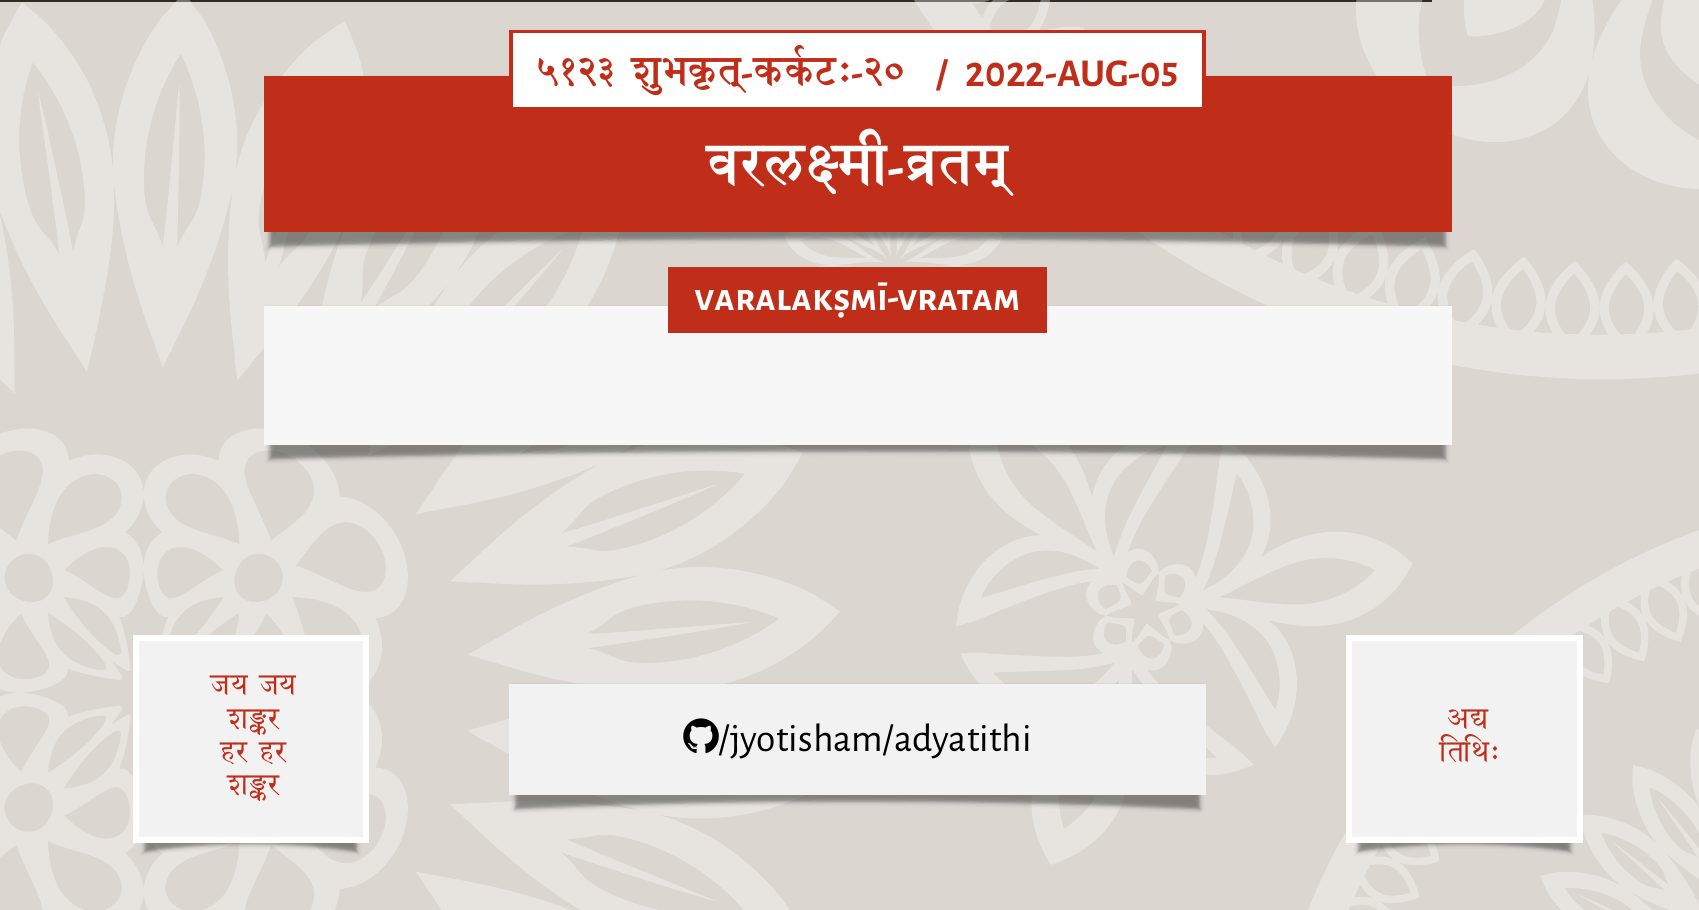 ५१२३ शुभकृत्-कर्कटः-२० / 2022-AUG-05
वरलक्ष्मी-व्रतम्
VARALAKṢMĪ-VRATAM
जय जय
शङ्कर
हर हर
शङ्कर
/jyotisham/adyatithi
अद्य
तिथिः